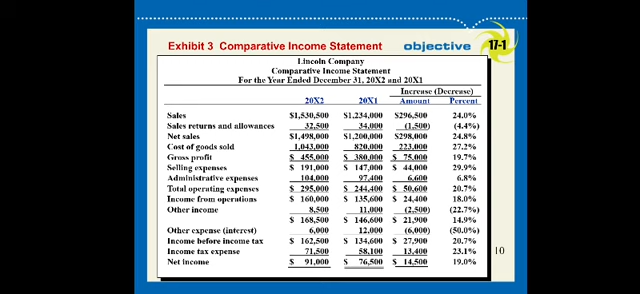 Exhibit 3 Comparative Income Statement objective 17-1
Lincoln Company
Comparative Income Statement
For the Year Ended December 31, 20X2 and 20X1
Increase (Decrease)
20X2 20X1 Amount Percent
Sales $1,530,500 $1,234,000 $296,500 24.0%
Sales returns and allowances 32,500 34,000 (1,500) (4.4%)
Net sales $1,498,000 $1,200,000 $298,000 24.8%
Cost of goods sold 1,043,000 820,000 223,000 27.2%
Gross profit $ 455,000 $ 380,000 $ 75,000 19.7%
Selling expenses $ 191,000 $ 147,000 $ 44,000 29.9%
Administrative expenses 104,000 97,400 6,600 6.8%
Total operating expenses $ 295,000 $ 244,400 $ 50,600 20.7%
Income from operations $ 160,000 $ 135,600 $ 24,400 18.0%
Other income 8,500 11,000 (2,500) (22.7%)
$ 168,500 $ 146,600 $ 21,900 14.9%
Other expense (interest) 6,000 12,000 (6,000) (50.0%)
Income before income tax $ 162,500 $ 134,600 $ 27,900 20.7%
Income tax expense 71,500 58,100 13,400 23.1%
Net income $ 91,000 $ 76,500 $ 14,500 19.0%
10